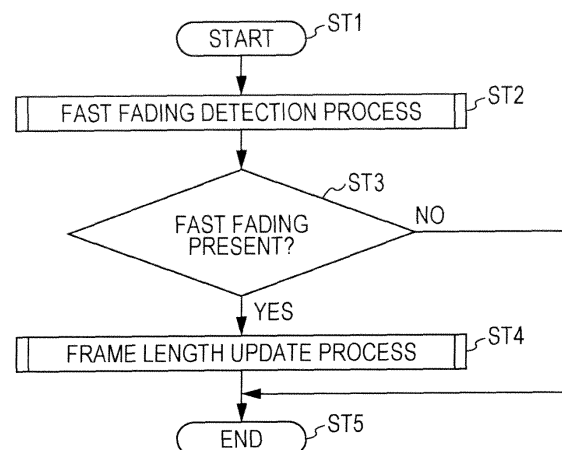 START
ST1
FAST FADING DETECTION PROCESS
ST2
ST3
FAST FADING
PRESENT?
NO
YES
FRAME LENGTH UPDATE PROCESS
ST4
END
ST5